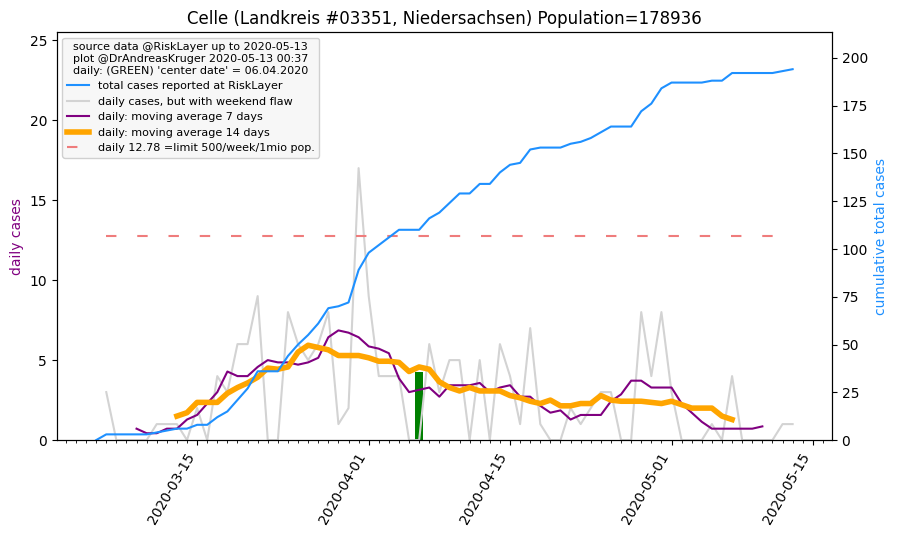 Celle (Landkreis #03351, Niedersachsen) Population=178936
source data @RiskLayer up to 2020-05-13
plot @DrAndreasKruger 2020-05-13 00:37
daily: (GREEN) 'center date' = 06.04.2020
total cases reported at RiskLayer
daily cases, but with weekend flaw
daily: moving average 7 days
daily: moving average 14 days
daily 12.78 =limit 500/week/1mio pop.
daily cases
25
20
15
10
5
0
cumulative total cases
200
175
150
125
100
75
50
25
0
2020-03-15
2020-04-01
2020-04-15
2020-05-01
2020-05-15